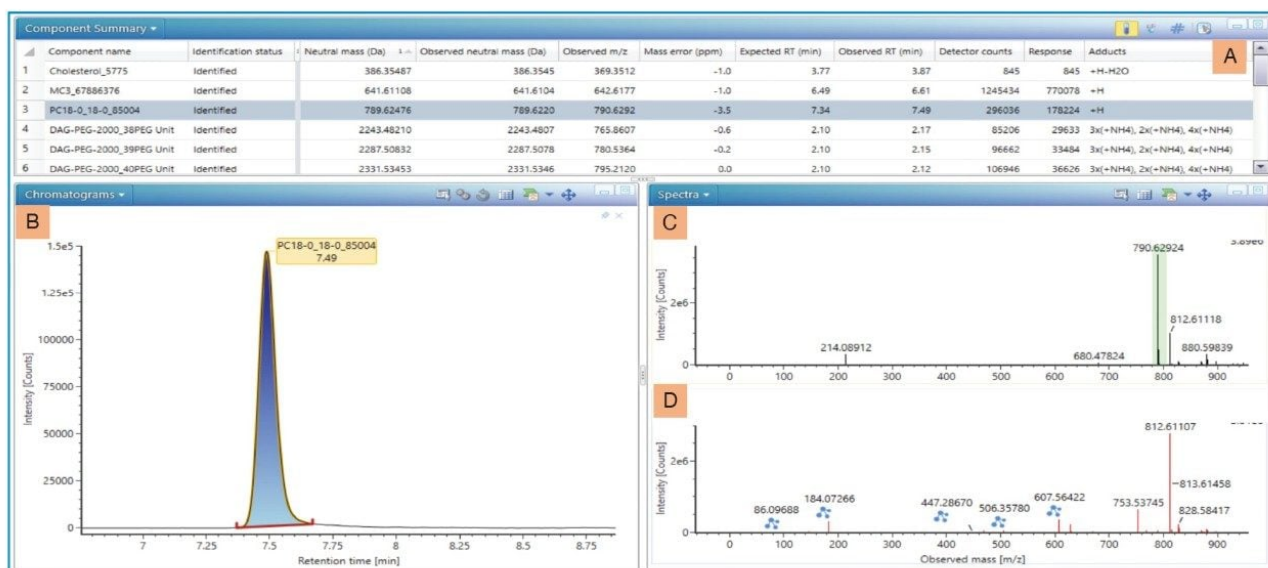 Component Summary
A
Component name Identification status Neutral mass (Da) 1 Observed neutral mass (Da) Observed m/z Mass error (ppm) Expected RT (min) Observed RT (min) Detector counts Response Adducts
1 Cholesterol_5775 Identified 386.35487 386.3545 369.3512 -1.0 3.77 3.87 845 845 +H-H2O
2 MC3_67886376 Identified 641.61108 641.6104 642.6177 -1.0 6.49 6.61 1245434 770078 +H
3 PC18-0_18-0_85004 Identified 789.62476 789.6220 790.6292 -3.5 7.34 7.49 296036 178224 +H
4 DAG-PEG-2000_38PEG Unit Identified 2243.48210 2243.4807 765.8607 -0.6 2.10 2.17 85206 29633 3x(+NH4), 2x(+NH4), 4x(+NH4)
5 DAG-PEG-2000_39PEG Unit Identified 2287.50832 2287.5078 780.5364 -0.2 2.10 2.15 96662 33484 3x(+NH4), 2x(+NH4), 4x(+NH4)
6 DAG-PEG-2000_40PEG Unit Identified 2331.53453 2331.5346 795.2120 0.0 2.10 2.12 106946 36626 3x(+NH4), 2x(+NH4), 4x(+NH4)
Chromatograms
B
PC18-0_18-0_85004
7.49
1.5e5
1.25e5
100000
75000
50000
25000
0
Intensity [Counts]
7 7.25 7.5 7.75 8 8.25 8.5 8.75
Retention time [min]
Spectra
C
790.62924
2e6
812.61118
214.08912
680.47824
880.59839
0
Intensity [Counts]
0 100 200 300 400 500 600 700 800 900
D
812.61107
2e6
813.61458
86.09688
184.07266
447.28670
506.35780
607.56422
753.53745
828.58417
0
Intensity [Counts]
0 100 200 300 400 500 600 700 800 900
Observed mass [m/z]